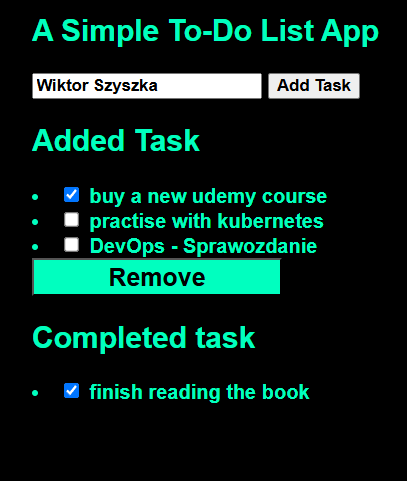 A Simple To-Do List App
Wiktor Szyszka Add Task
Added Task
buy a new udemy course
practise with kubernetes
DevOps - Sprawozdanie
Remove
Completed task
finish reading the book